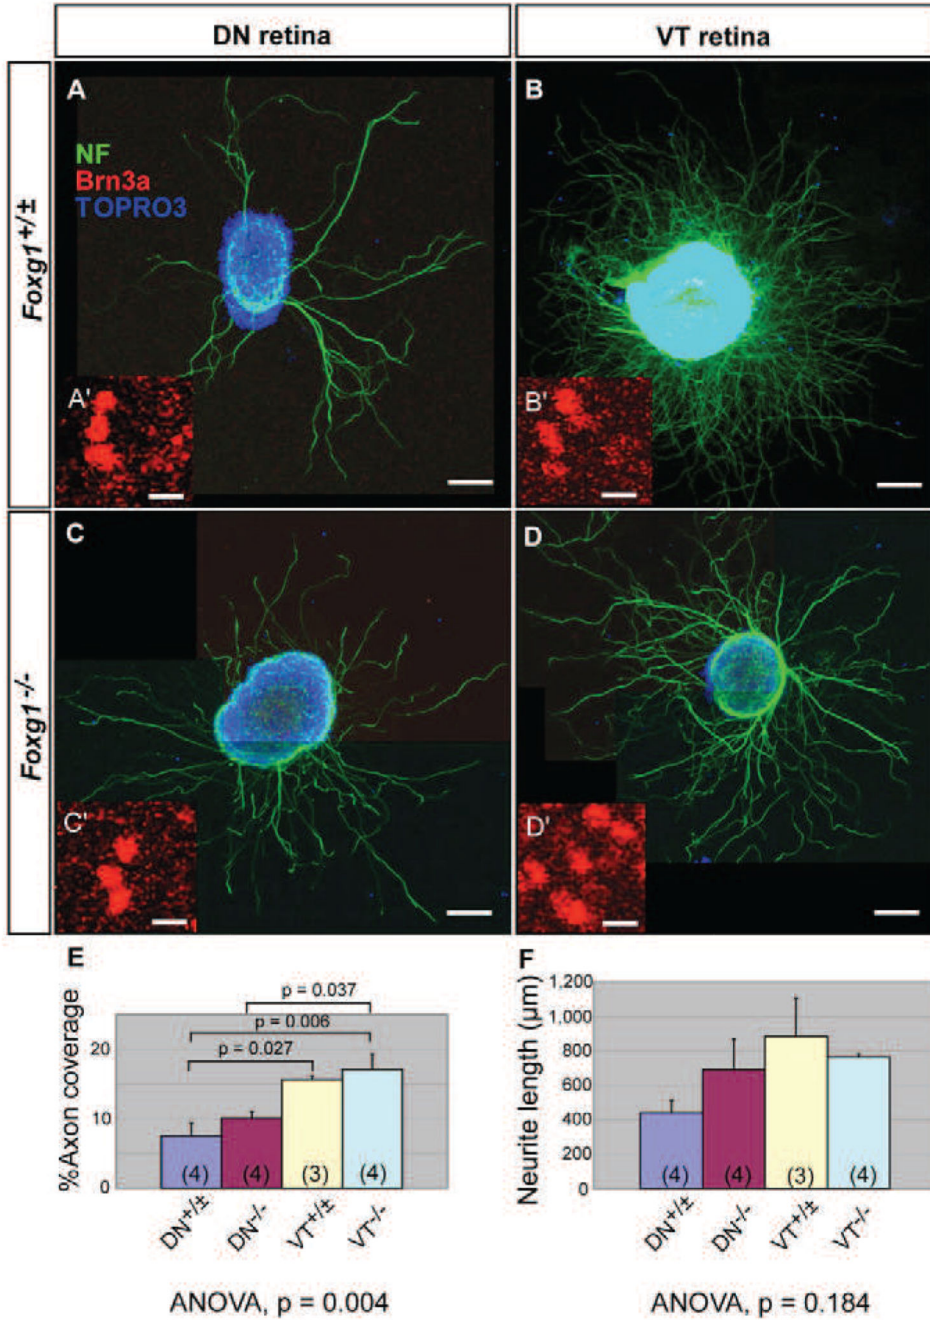 DN retina
VT retina
Foxg1+/±
A
NF
Brn3a
TOPRO3
A'
B
B'
Foxg1-/-
C
C'
D
D'
E
%Axon coverage
20
10
0
p = 0.037
p = 0.006
p = 0.027
(4)
(4)
(3)
(4)
DN+/±
DN-/-
VT+/±
VT-/-
ANOVA, p = 0.004
F
Neurite length (µm)
1,200
1,000
800
600
400
200
0
(4)
(4)
(3)
(4)
DN+/±
DN-/-
VT+/±
VT-/-
ANOVA, p = 0.184